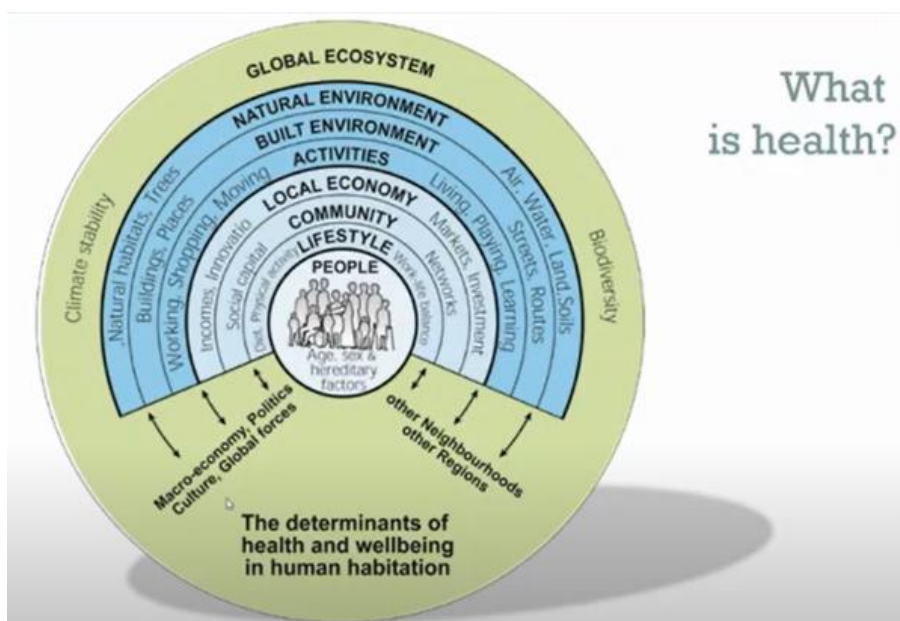 What
is health?
GLOBAL ECOSYSTEM
NATURAL ENVIRONMENT
BUILT ENVIRONMENT
ACTIVITIES
LOCAL ECONOMY
COMMUNITY
LIFESTYLE
PEOPLE
Age, sex &
hereditary
factors
Climate stability
Biodiversity
.Natural habitats, Trees
Air, Water, Land.Soils
Buildings, Places
Streets, Routes
Working, Shopping, Moving
Living, Playing, Learning
Incomes, Innovatio
Markets, Investment
Social capital
Networks
Diet, Physical activity
Work-life balance
Macro-economy, Politics
Culture, Global forces
other Neighbourhoods
other Regions
The determinants of
health and wellbeing
in human habitation